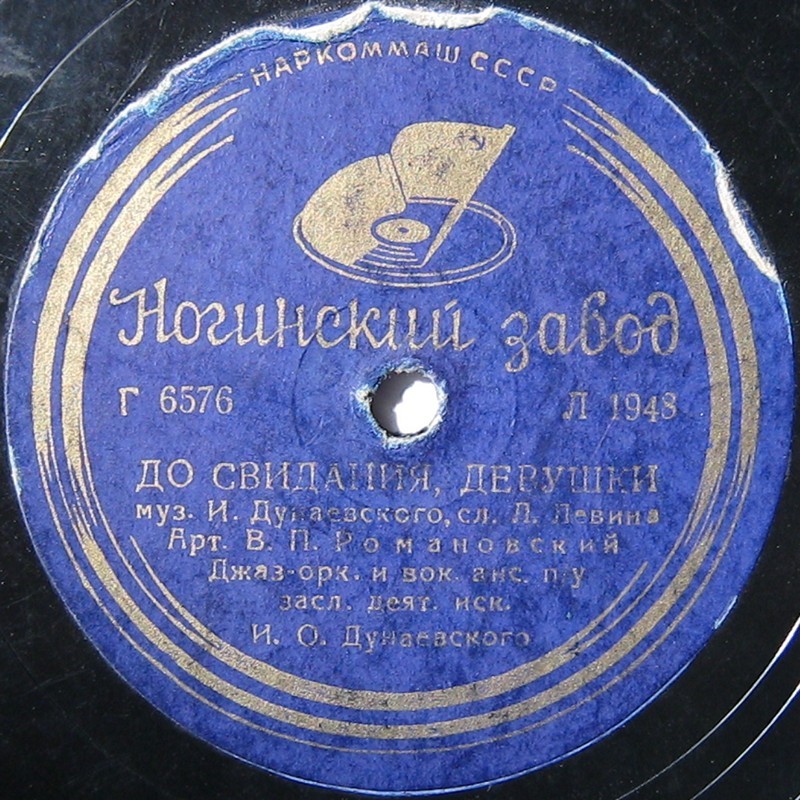 НАРКОММАШ СССР
Ногинский завод
Г 6576 Л 1948
ДО СВИДАНИЯ, ДЕВУШКИ
муз. И. Дунаевского, сл. Л. Левина
Арт. В. П. Романовский
Джаз-орк. и вок. анс. п/у
засл. деят. иск.
И. О. Дунаевского